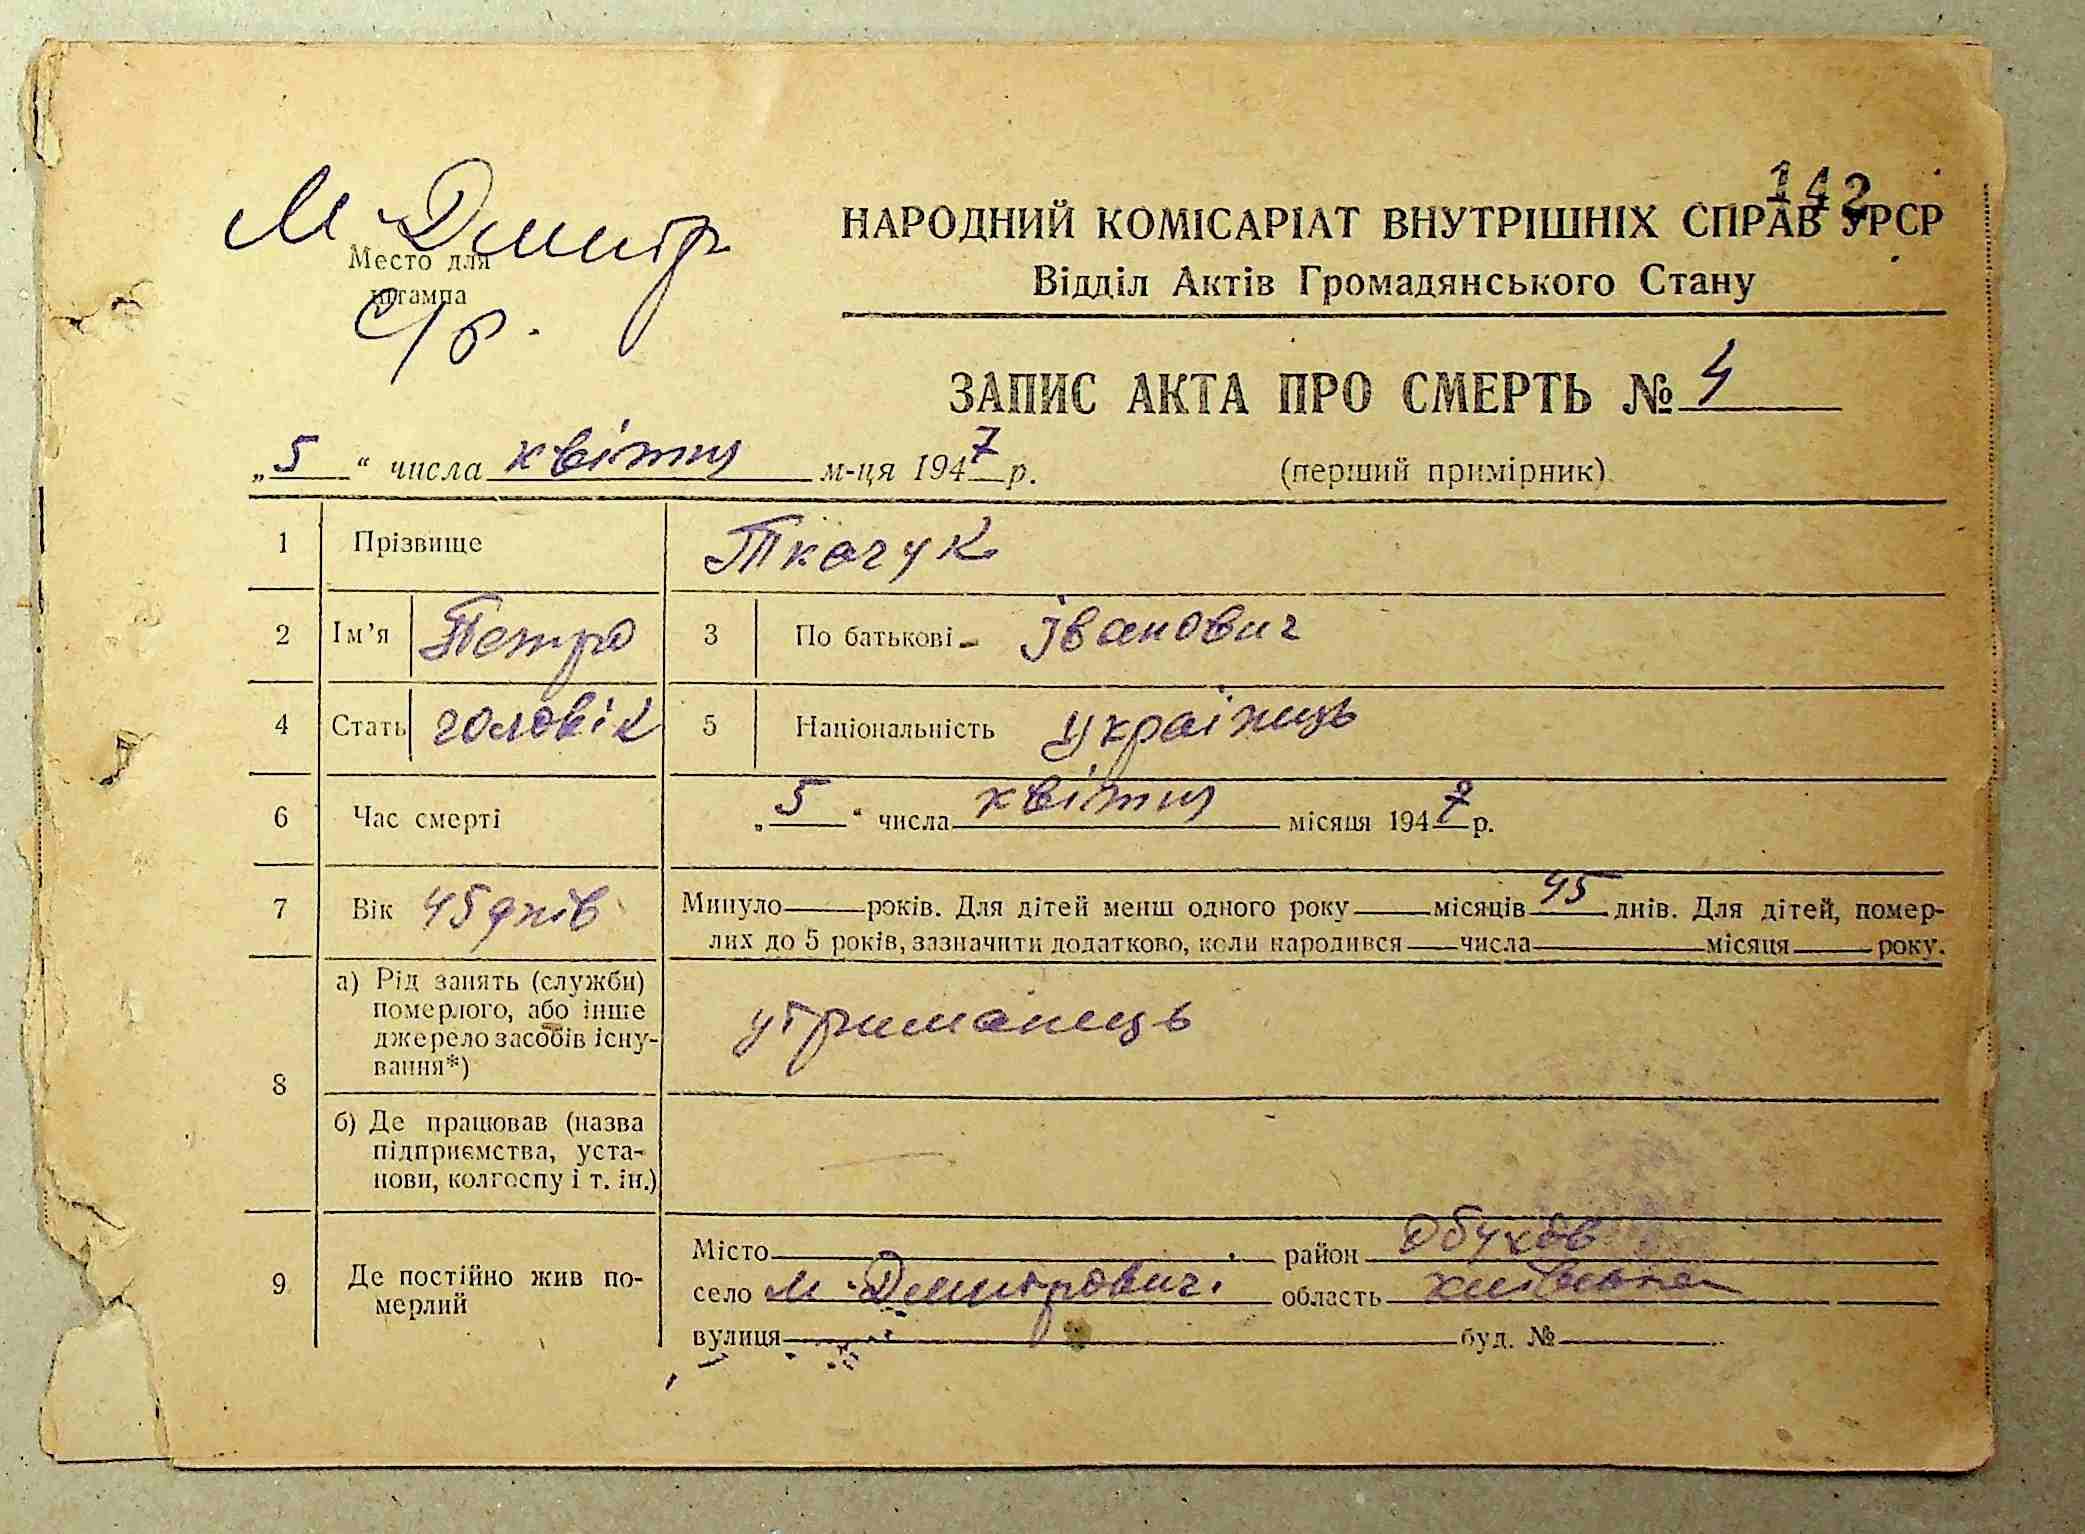 142
М Дмитр
Место для
штампа
С/р.
НАРОДНИЙ КОМІСАРІАТ ВНУТРІШНІХ СПРАВ УРСР
Відділ Актів Громадянського Стану
ЗАПИС АКТА ПРО СМЕРТЬ № 4
„5“ числа квітня м-ця 1947 р. (перший примірник)
1 Прізвище Ткачук
2 Ім’я Петро 3 По батькові - Іванович
4 Стать чоловік 5 Національність українець
6 Час смерті „5“ числа квітня місяця 1947 р.
7 Вік 45 днів Минуло років. Для дітей менш одного року місяців 45 днів. Для дітей, помер-
лих до 5 років, зазначити додатково, коли народився числа місяця року.
8 а) Рід занять (служби)
померлого, або інше
джерело засобів існу-
вання*)
утриманець
б) Де працював (назва
підприємства, уста-
нови, колгоспу і т. ін.)
9 Де постійно жив по-
мерлий
Місто район Обухов
село М-Дмитрович. область
вулиця буд. №